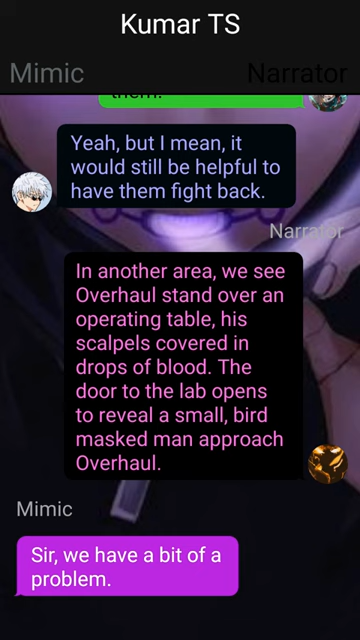 Kumar TS
Mimic
Narrator
them.
Yeah, but I mean, it
would still be helpful to
have them fight back.
Narrator
In another area, we see
Overhaul stand over an
operating table, his
scalpels covered in
drops of blood. The
door to the lab opens
to reveal a small, bird
masked man approach
Overhaul.
Mimic
Sir, we have a bit of a
problem.